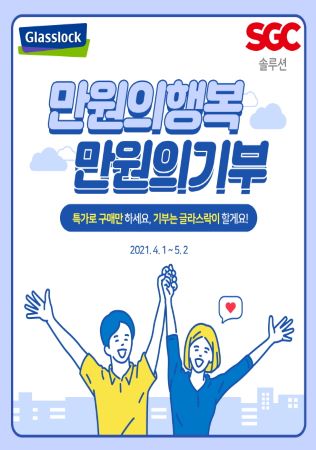 Glasslock
SGC
솔루션
만원의행복
만원의기부
특가로 구매만 하세요, 기부는 글라스락이 할게요!
2021. 4. 1 ~ 5. 2